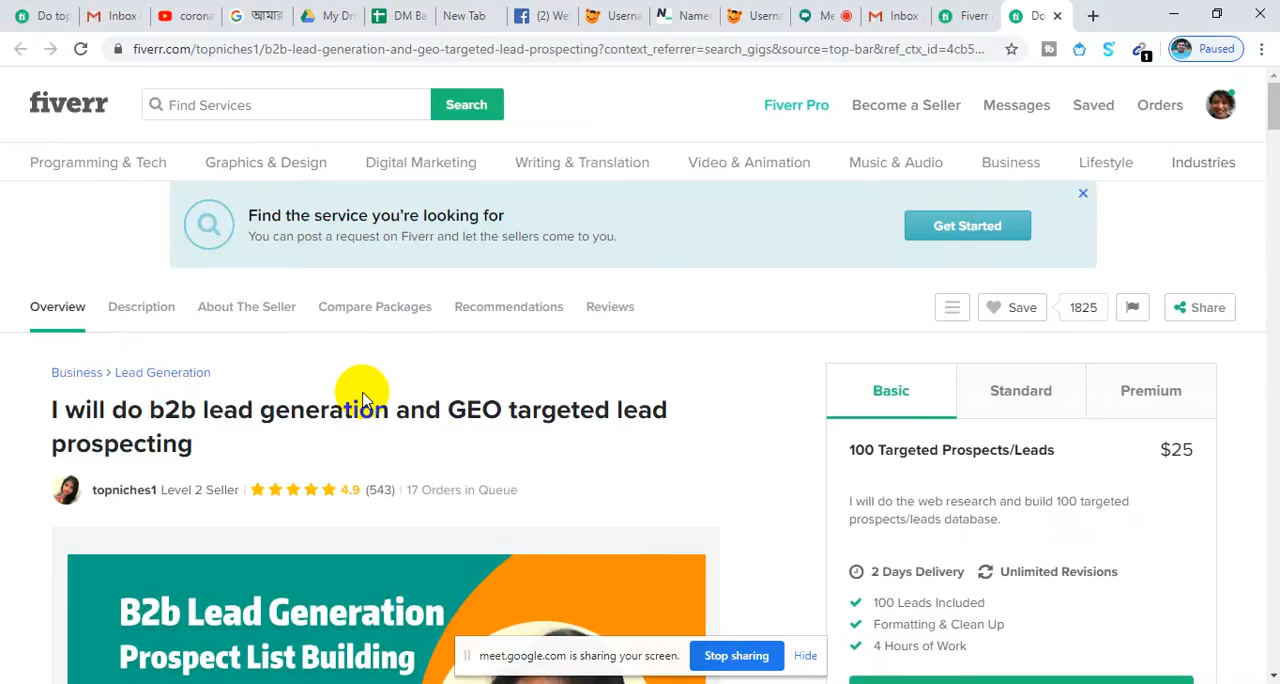 Do top
Inbox
corona
আমার
My Dr
DM Ba
New Tab
(2) We
Userna
Name
Userna
Me
Inbox
Fiverr
Do
fiverr.com/topniches1/b2b-lead-generation-and-geo-targeted-lead-prospecting?context_referrer=search_gigs&source=top-bar&ref_ctx_id=4cb5...
1
Paused
fiverr
Find Services
Search
Fiverr Pro
Become a Seller
Messages
Saved
Orders
Programming & Tech
Graphics & Design
Digital Marketing
Writing & Translation
Video & Animation
Music & Audio
Business
Lifestyle
Industries
Find the service you're looking for
You can post a request on Fiverr and let the sellers come to you.
Get Started
Overview
Description
About The Seller
Compare Packages
Recommendations
Reviews
Save
1825
Share
Business > Lead Generation
I will do b2b lead generation and GEO targeted lead
prospecting
topniches1 Level 2 Seller
4.9 (543)
17 Orders in Queue
B2b Lead Generation
Prospect List Building
Basic
Standard
Premium
100 Targeted Prospects/Leads
$25
I will do the web research and build 100 targeted
prospects/leads database.
2 Days Delivery
Unlimited Revisions
100 Leads Included
Formatting & Clean Up
4 Hours of Work
meet.google.com is sharing your screen.
Stop sharing
Hide